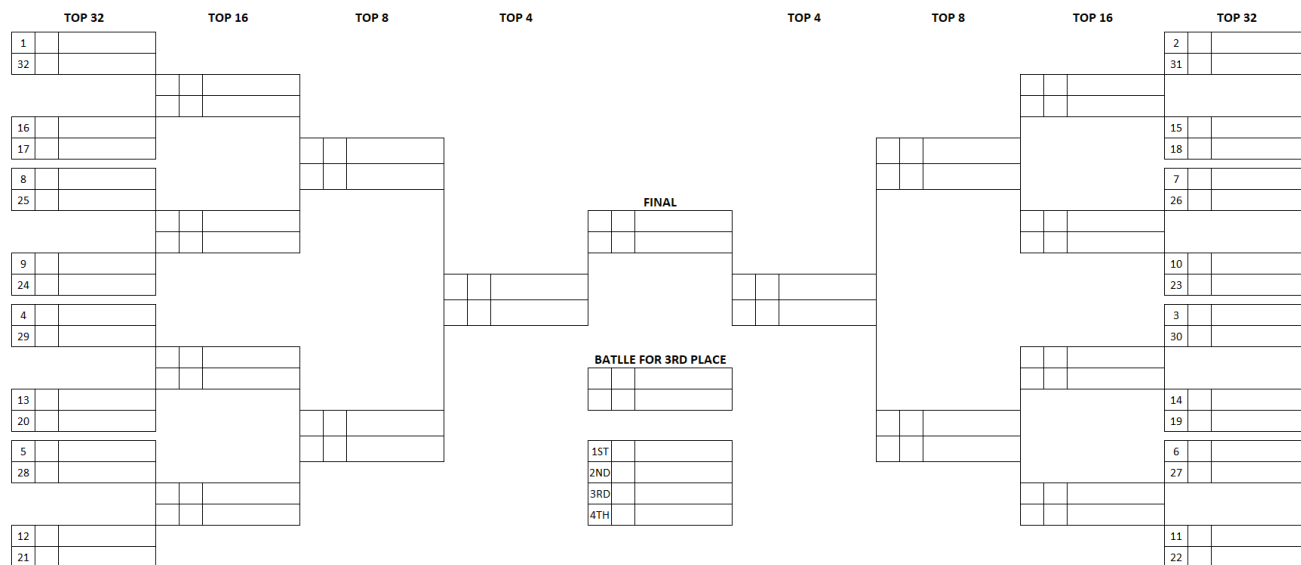 TOP 32 TOP 16 TOP 8 TOP 4 TOP 4 TOP 8 TOP 16 TOP 32
1 2
32 31
16 15
17 18
8 7
25 26
FINAL
9 10
24 23
4 3
29 30
BATLLE FOR 3RD PLACE
13 14
20 19
5 1ST 6
28 2ND 27
3RD
4TH
12 11
21 22